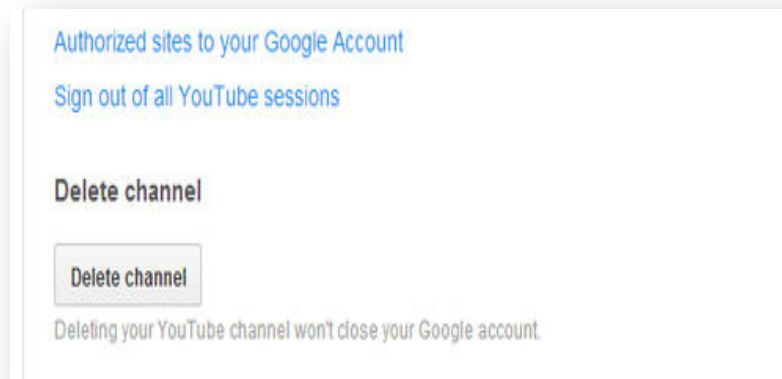 Authorized sites to your Google Account
Sign out of all YouTube sessions
Delete channel
Delete channel
Deleting your YouTube channel won't close your Google account.